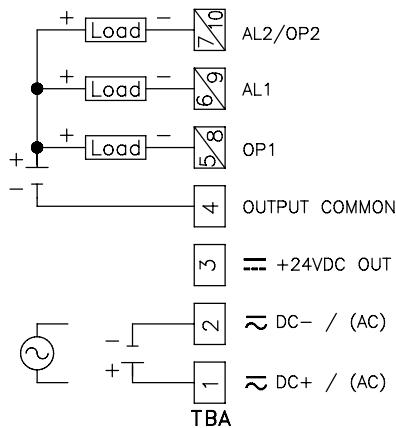 + Load − 7/10 AL2/OP2
+ Load − 6/9 AL1
+ Load − 5/8 OP1
+
− 4 OUTPUT COMMON
3 +24VDC OUT
− 2 DC− / (AC)
+ 1 DC+ / (AC)
TBA